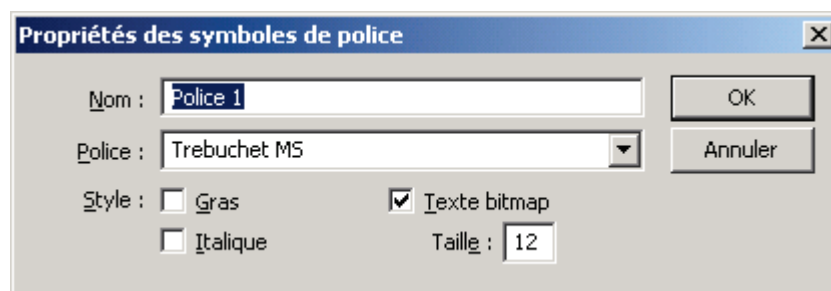 Propriétés des symboles de police
Nom : Police 1 OK
Police : Trebuchet MS Annuler
Style : Gras Texte bitmap
Italique Taille : 12